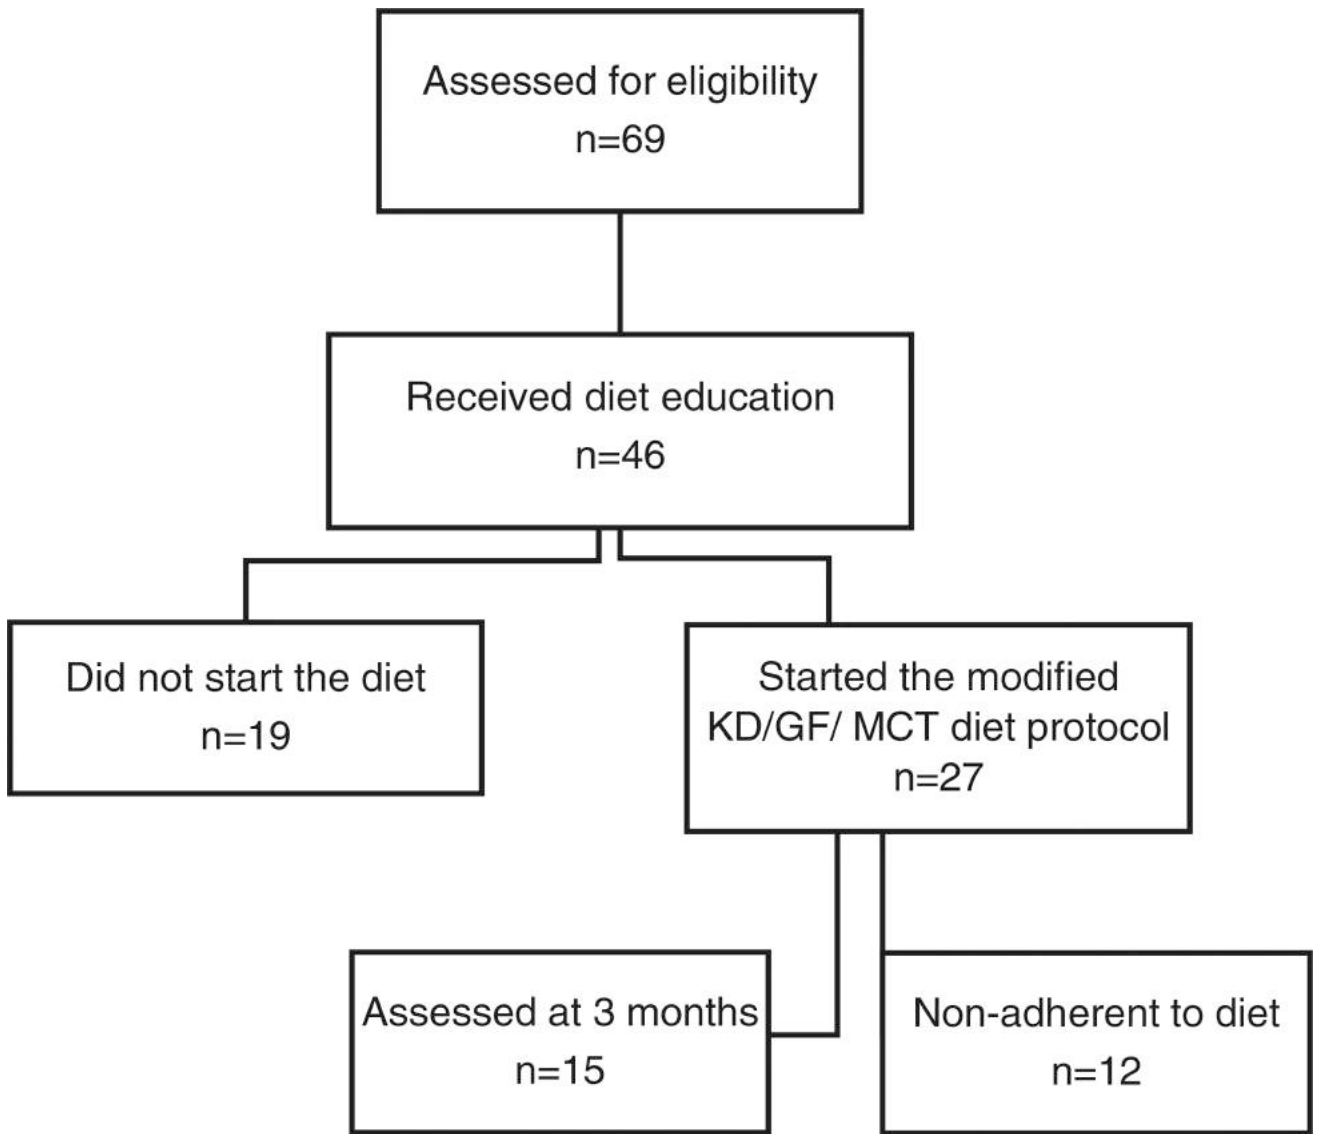 Assessed for eligibility
n=69
Received diet education
n=46
Did not start the diet
n=19
Started the modified
KD/GF/ MCT diet protocol
n=27
Assessed at 3 months
n=15
Non-adherent to diet
n=12